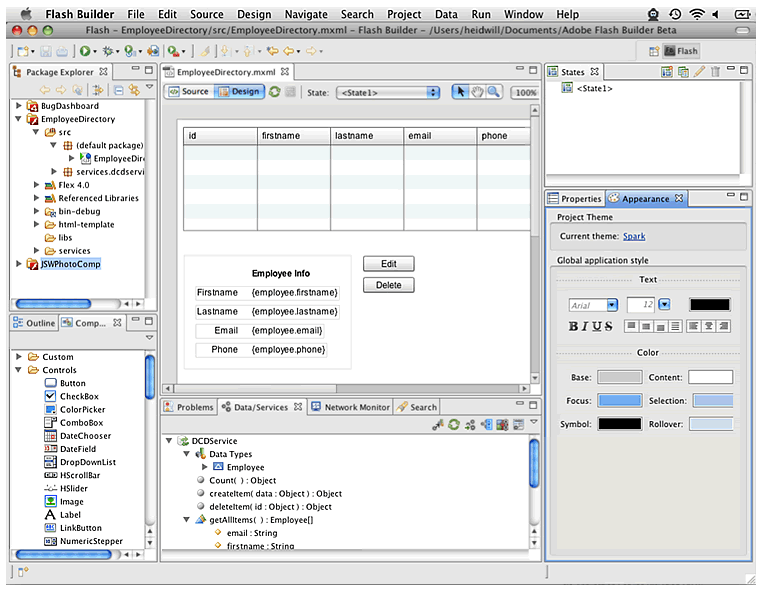 Flash Builder File Edit Source Design Navigate Search Project Data Run Window Help
Flash - EmployeeDirectory/src/EmployeeDirectory.mxml - Flash Builder - /Users/heidwill/Documents/Adobe Flash Builder Beta
Flash
Package Explorer
BugDashboard
EmployeeDirectory
src
(default package)
EmployeeDir
services.dcdservi
Flex 4.0
Referenced Libraries
bin-debug
html-template
libs
services
JSWPhotoComp
Outline Comp...
Custom
Controls
Button
CheckBox
ColorPicker
ComboBox
DateChooser
DateField
DropDownList
HScrollBar
HSlider
Image
Label
LinkButton
NumericStepper
EmployeeDirectory.mxml
Source Design State: <State1> 100%
id firstname lastname email phone
Employee Info
Firstname {employee.firstname}
Lastname {employee.lastname}
Email {employee.email}
Phone {employee.phone}
Edit
Delete
Problems Data/Services Network Monitor Search
DCDService
Data Types
Employee
Count( ) : Object
createItem( data : Object ) : Object
deleteItem( id : Object ) : Object
getAllItems( ) : Employee[]
email : String
firstname : String
States
<State1>
Properties Appearance
Project Theme
Current theme: Spark
Global application style
Text
Arial 12
B I U S
Color
Base: Content:
Focus: Selection:
Symbol: Rollover: